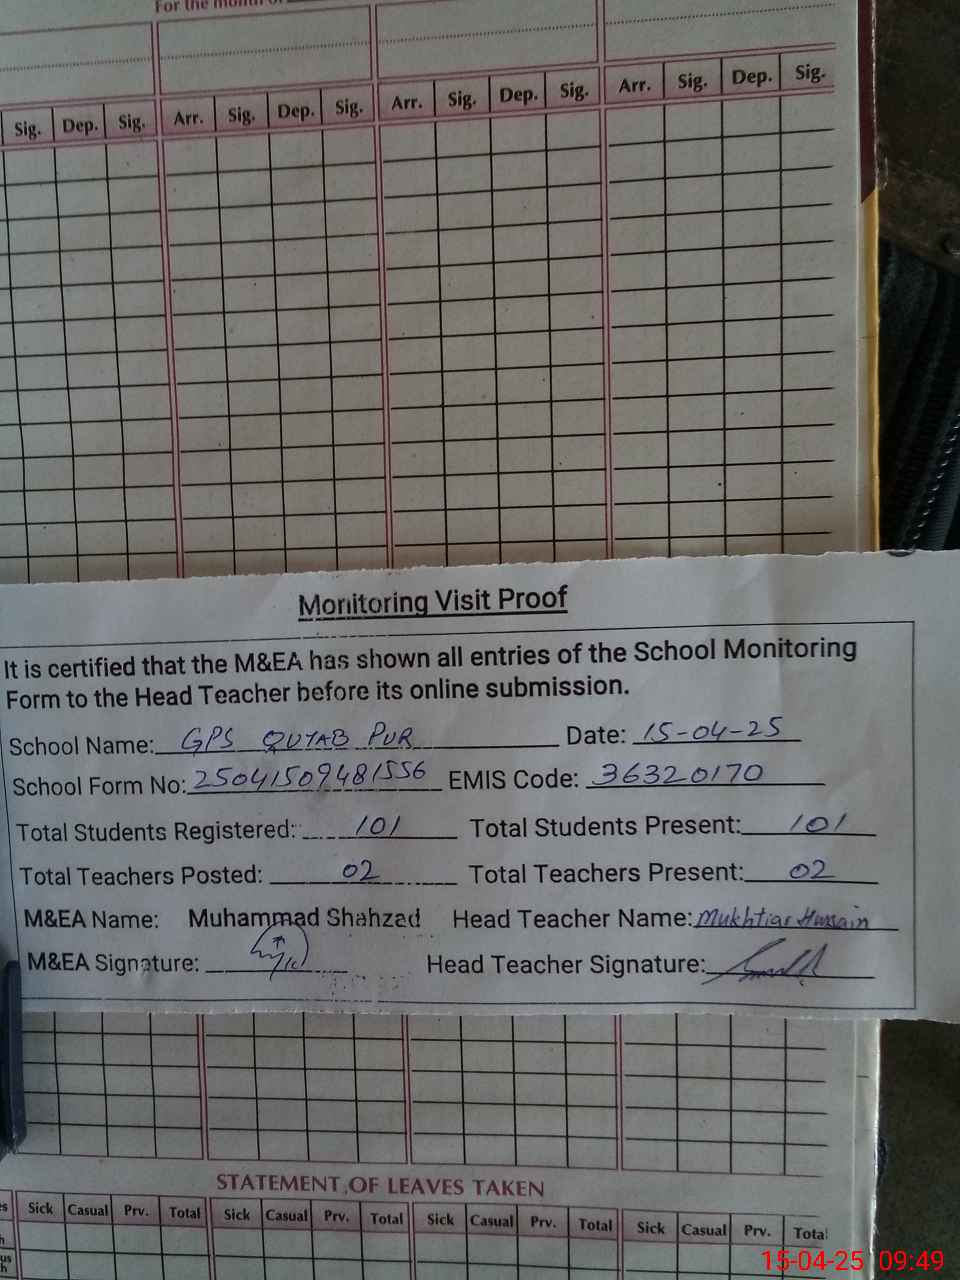 For the month of
Sig. Dep. Sig. Arr. Sig. Dep. Sig. Arr. Sig. Dep. Sig. Arr. Sig. Dep. Sig.
Monitoring Visit Proof
It is certified that the M&EA has shown all entries of the School Monitoring
Form to the Head Teacher before its online submission.
School Name: GPS QUTAB PUR Date: 15-04-25
School Form No: 25041509481556 EMIS Code: 36320170
Total Students Registered: 101 Total Students Present: 101
Total Teachers Posted: 02 Total Teachers Present: 02
M&EA Name: Muhammad Shahzad Head Teacher Name: Mukhtiar Hussain
M&EA Signature: Head Teacher Signature:
STATEMENT OF LEAVES TAKEN
Sick Casual Prv. Total Sick Casual Prv. Total Sick Casual Prv. Total Sick Casual Prv. Total
15-04-25 09:49